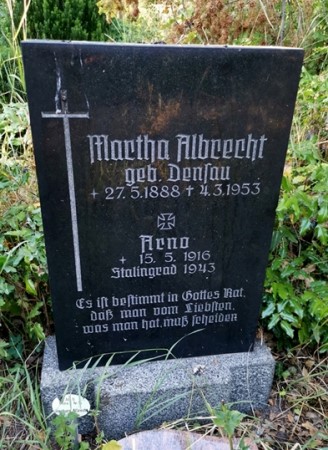 Martha Albrecht
geb. Densau
+ 27.5.1888 + 4.3.1953
Arno
+ 15. 5. 1916
Stalingrad 1943
Es ist bestimmt in Gottes Rat,
daß man vom Liebsten,
was man hat, muß scheiden